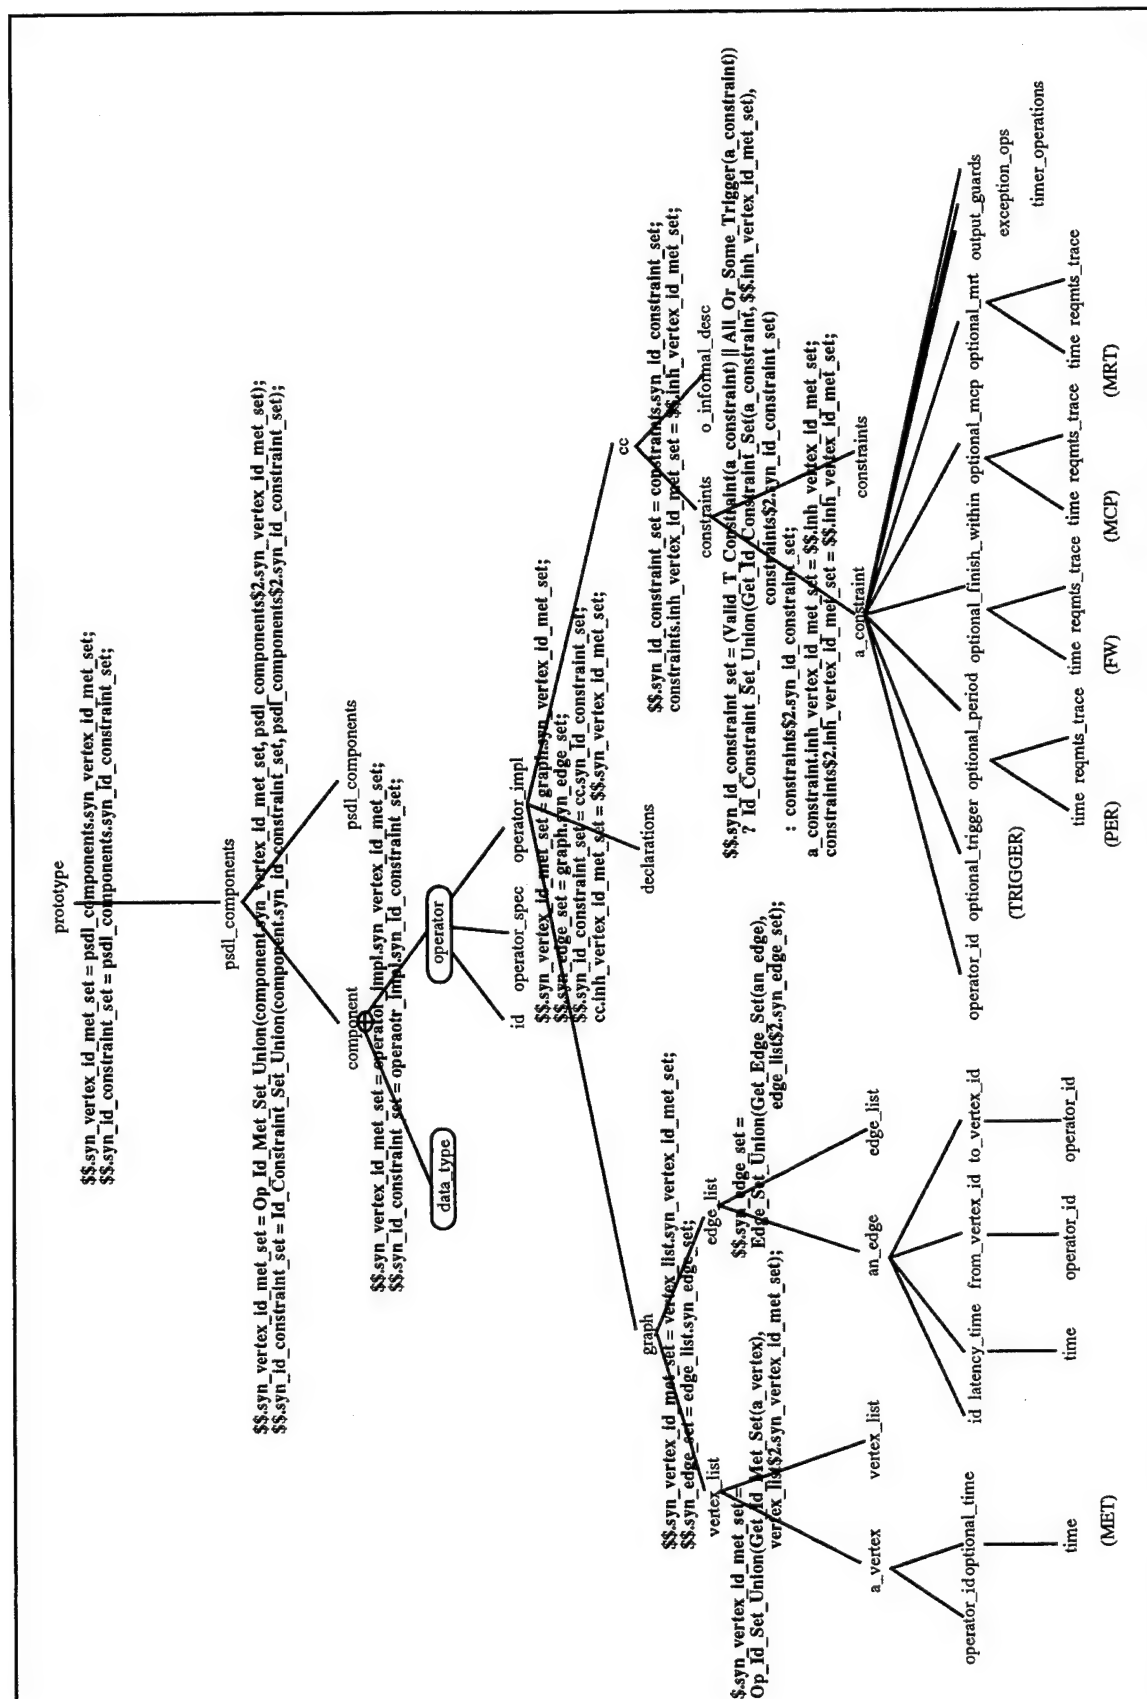 prototype
$$.syn_vertex_id_met_set = psdl_components.syn_vertex_id_met_set;
$$.syn_id_constraint_set = psdl_components.syn_id_constraint_set;
psdl_components
$$.syn_vertex_id_met_set = Op_Id_Met_Set_Union(component.syn_vertex_id_met_set, psdl_components$2.syn_vertex_id_met_set);
$$.syn_id_constraint_set = Id_Constraint_Set_Union(component.syn_id_constraint_set, psdl_components$2.syn_id_constraint_set);
component psdl_components
$$.syn_vertex_id_met_set = operator_impl.syn_vertex_id_met_set;
$$.syn_id_constraint_set = operaotr_impl.syn_id_constraint_set;
data_type operator
id operator_spec operator_impl
$$.syn_vertex_id_met_set = graph.syn_vertex_id_met_set;
$$.syn_edge_set = graph.syn_edge_set;
$$.syn_id_constraint_set = cc.syn_id_constraint_set;
cc.inh_vertex_id_met_set = $$.syn_vertex_id_met_set;
graph declarations cc
$$.syn_vertex_id_met_set = vertex_list.syn_vertex_id_met_set;
$$.syn_edge_set = edge_list.syn_edge_set;
$$.syn_id_constraint_set = constraints.syn_id_constraint_set;
constraints.inh_vertex_id_met_set = $$.inh_vertex_id_met_set;
vertex_list edge_list constraints o_informal_desc
$.syn_vertex_id_met_set =
Op_Id_Set_Union(Get_Id_Met_Set(a_vertex),
vertex_list$2.syn_vertex_id_met_set);
$$.syn_edge_set =
Edge_Set_Union(Get_Edge_Set(an_edge),
edge_list$2.syn_edge_set);
$$.syn_id_constraint_set = (Valid_T_Constraint(a_constraint) || All_Or_Some_Trigger(a_constraint))
? Id_Constraint_Set_Union(Get_Id_Constraint_Set(a_constraint, $$.inh_vertex_id_met_set),
constraints$2.syn_id_constraint_set)
: constraints$2.syn_id_constraint_set;
a_constraint.inh_vertex_id_met_set = $$.inh_vertex_id_met_set;
constraints$2.inh_vertex_id_met_set = $$.inh_vertex_id_met_set;
a_vertex vertex_list an_edge edge_list a_constraint constraints
operator_id optional_time id latency_time from_vertex_id to_vertex_id operator_id optional_trigger optional_period optional_finish_within optional_mcp optional_mrt output_guards
(TRIGGER) exception_ops
timer_operations
time time operator_id operator_id time reqmts_trace time reqmts_trace time reqmts_trace time reqmts_trace
(MET) (PER) (FW) (MCP) (MRT)